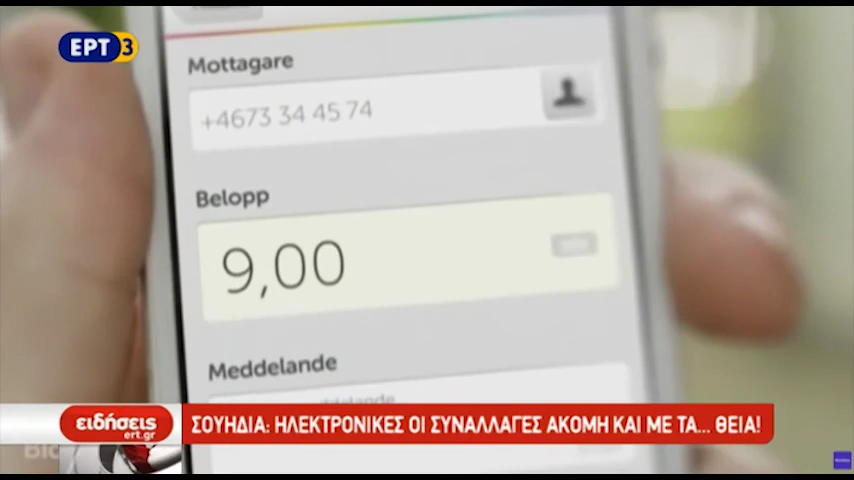 ΕΡΤ3
Mottagare
+4673 34 45 74
Belopp
9,00
Meddelande
ειδήσεις
ert.gr
ΣΟΥΗΔΙΑ: ΗΛΕΚΤΡΟΝΙΚΕΣ ΟΙ ΣΥΝΑΛΛΑΓΕΣ ΑΚΟΜΗ ΚΑΙ ΜΕ ΤΑ... ΘΕΙΑ!